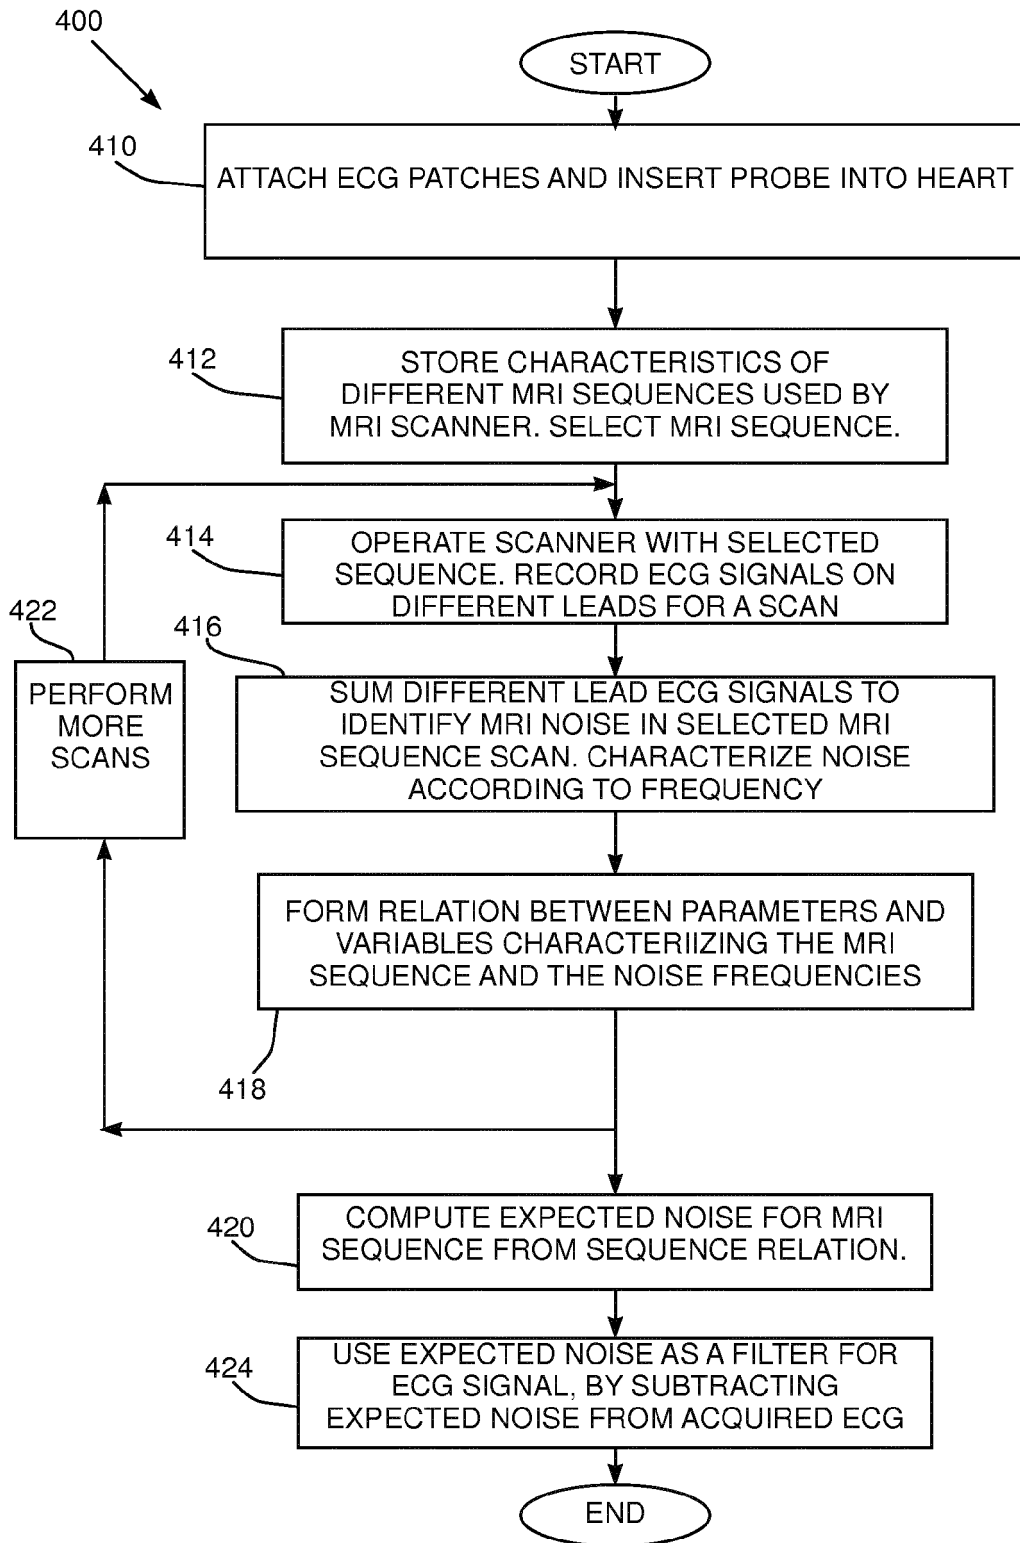 400
START
410
ATTACH ECG PATCHES AND INSERT PROBE INTO HEART
412
STORE CHARACTERISTICS OF
DIFFERENT MRI SEQUENCES USED BY
MRI SCANNER. SELECT MRI SEQUENCE.
414
OPERATE SCANNER WITH SELECTED
SEQUENCE. RECORD ECG SIGNALS ON
DIFFERENT LEADS FOR A SCAN
422
PERFORM
MORE
SCANS
416
SUM DIFFERENT LEAD ECG SIGNALS TO
IDENTIFY MRI NOISE IN SELECTED MRI
SEQUENCE SCAN. CHARACTERIZE NOISE
ACCORDING TO FREQUENCY
FORM RELATION BETWEEN PARAMETERS AND
VARIABLES CHARACTERIIZING THE MRI
SEQUENCE AND THE NOISE FREQUENCIES
418
420
COMPUTE EXPECTED NOISE FOR MRI
SEQUENCE FROM SEQUENCE RELATION.
424
USE EXPECTED NOISE AS A FILTER FOR
ECG SIGNAL, BY SUBTRACTING
EXPECTED NOISE FROM ACQUIRED ECG
END